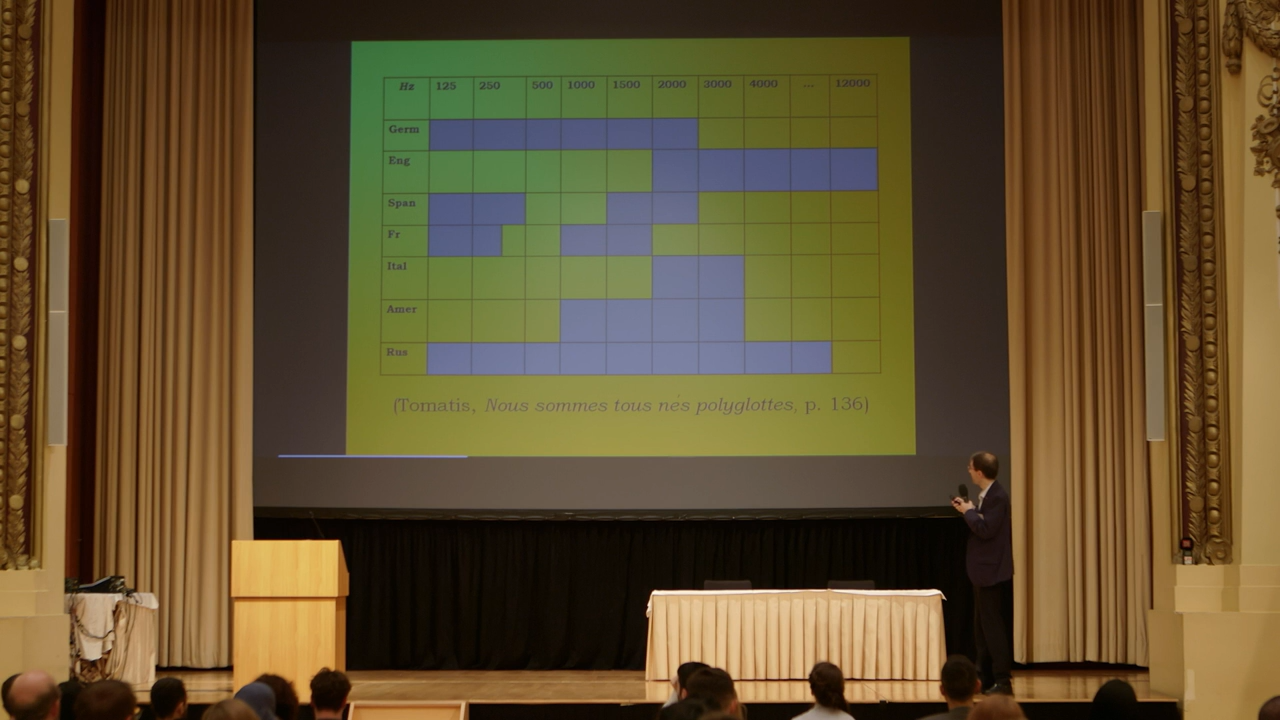 Hz 125 250 500 1000 1500 2000 3000 4000 ... 12000
Germ
Eng
Span
Fr
Ital
Amer
Rus
(Tomatis, Nous sommes tous nés polyglottes, p. 136)